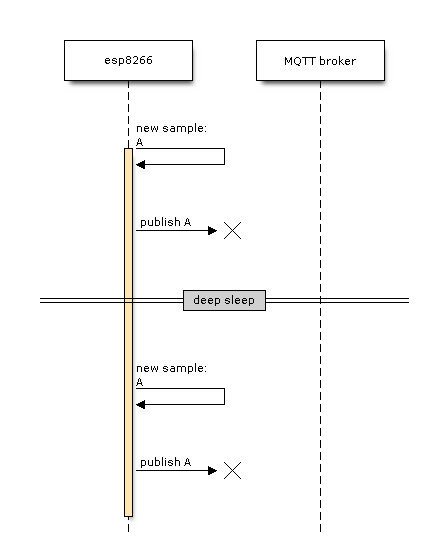 esp8266
MQTT broker
new sample:
A
publish A
deep sleep
new sample:
A
publish A